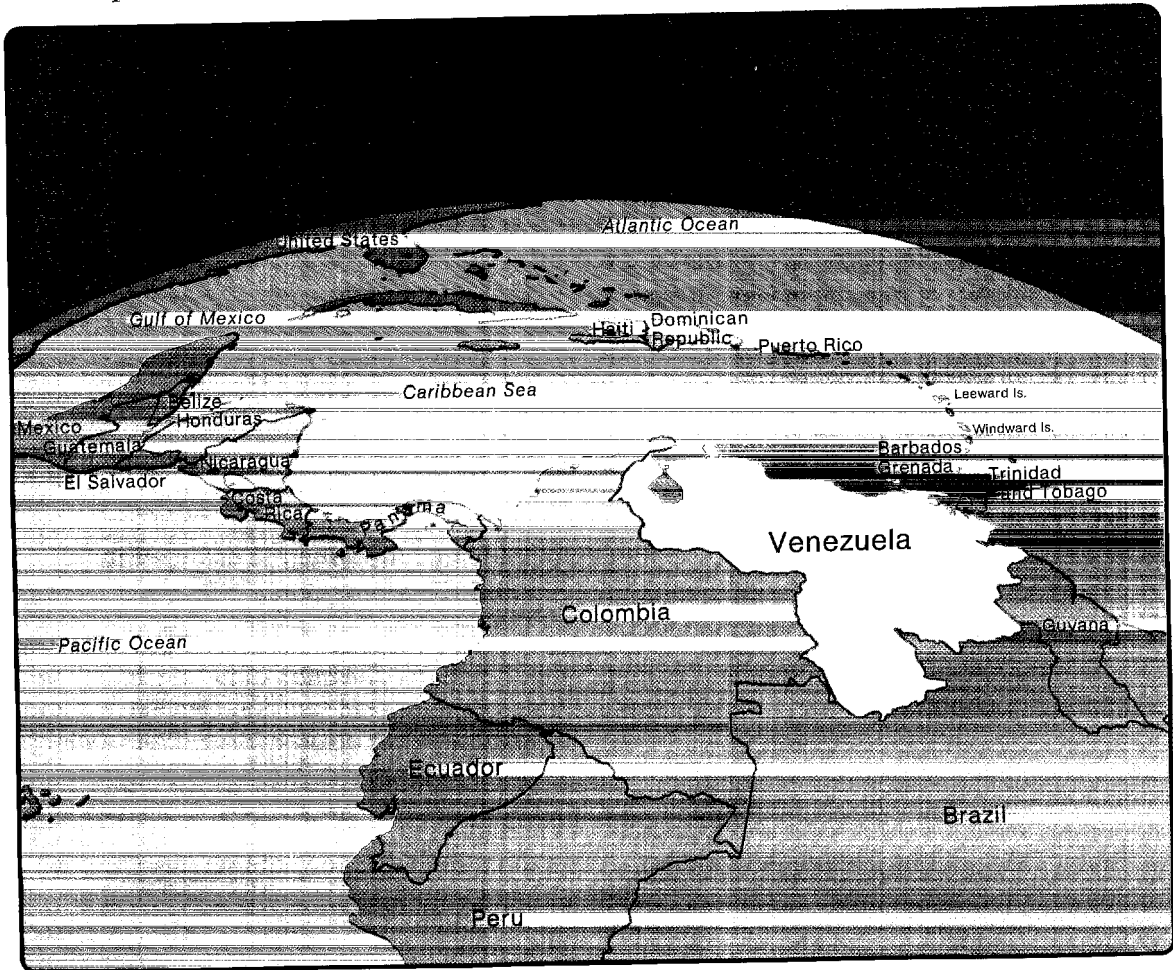 Atlantic Ocean
United States
Gulf of Mexico
Haiti
Dominican
Republic
Puerto Rico
Caribbean Sea
Leeward Is.
Belize
Mexico
Honduras
Windward Is.
Guatemala
Barbados
Nicaragua
Grenada
El Salvador
Trinidad
and Tobago
Costa
Rica
Panama
Venezuela
Colombia
Guyana
Pacific Ocean
Ecuador
Brazil
Peru